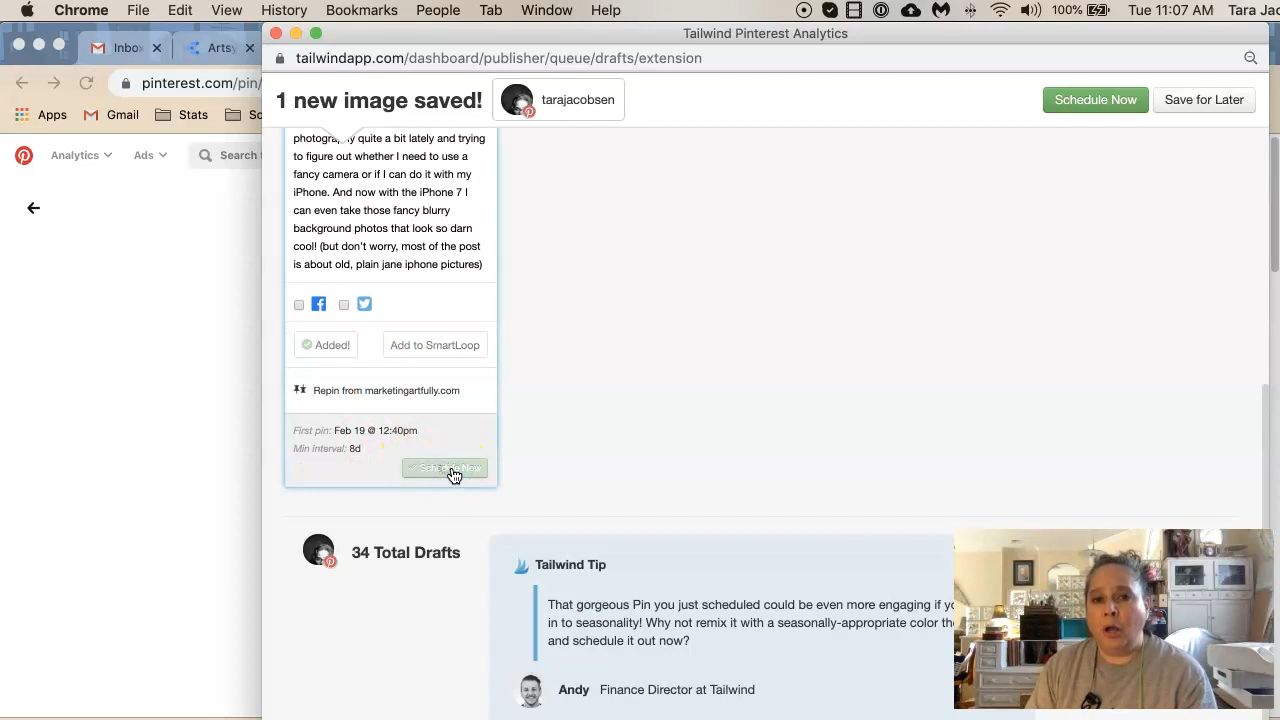 Chrome File Edit View History Bookmarks People Tab Window Help 100% Tue 11:07 AM Tara Ja
Tailwind Pinterest Analytics
Inbox Artsy
tailwindapp.com/dashboard/publisher/queue/drafts/extension
pinterest.com/pin/
1 new image saved! tarajacobsen Schedule Now Save for Later
Apps Gmail Stats
Analytics Ads Search
photography quite a bit lately and trying
to figure out whether I need to use a
fancy camera or if I can do it with my
iPhone. And now with the iPhone 7 I
can even take those fancy blurry
background photos that look so darn
cool! (but don't worry, most of the post
is about old, plain jane iphone pictures)
Added! Add to SmartLoop
Repin from marketingartfully.com
First pin: Feb 19 @ 12:40pm
Min interval: 8d
Schedule Now
34 Total Drafts
Tailwind Tip
That gorgeous Pin you just scheduled could be even more engaging if
in to seasonality! Why not remix it with a seasonally-appropriate color
and schedule it out now?
Andy Finance Director at Tailwind